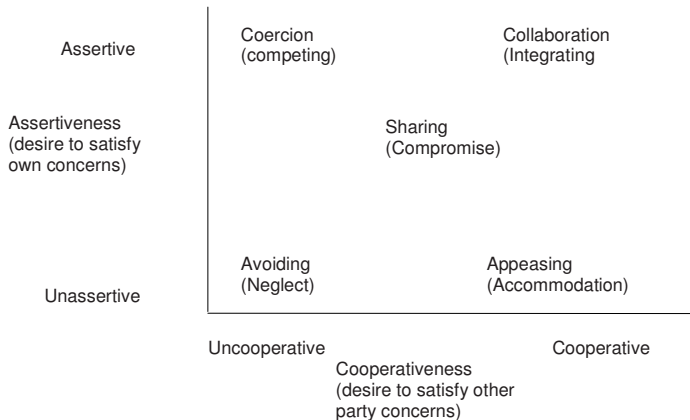 Assertive
Coercion
(competing)
Collaboration
(Integrating
Assertiveness
(desire to satisfy
own concerns)
Sharing
(Compromise)
Unassertive
Avoiding
(Neglect)
Appeasing
(Accommodation)
Uncooperative
Cooperative
Cooperativeness
(desire to satisfy other
party concerns)